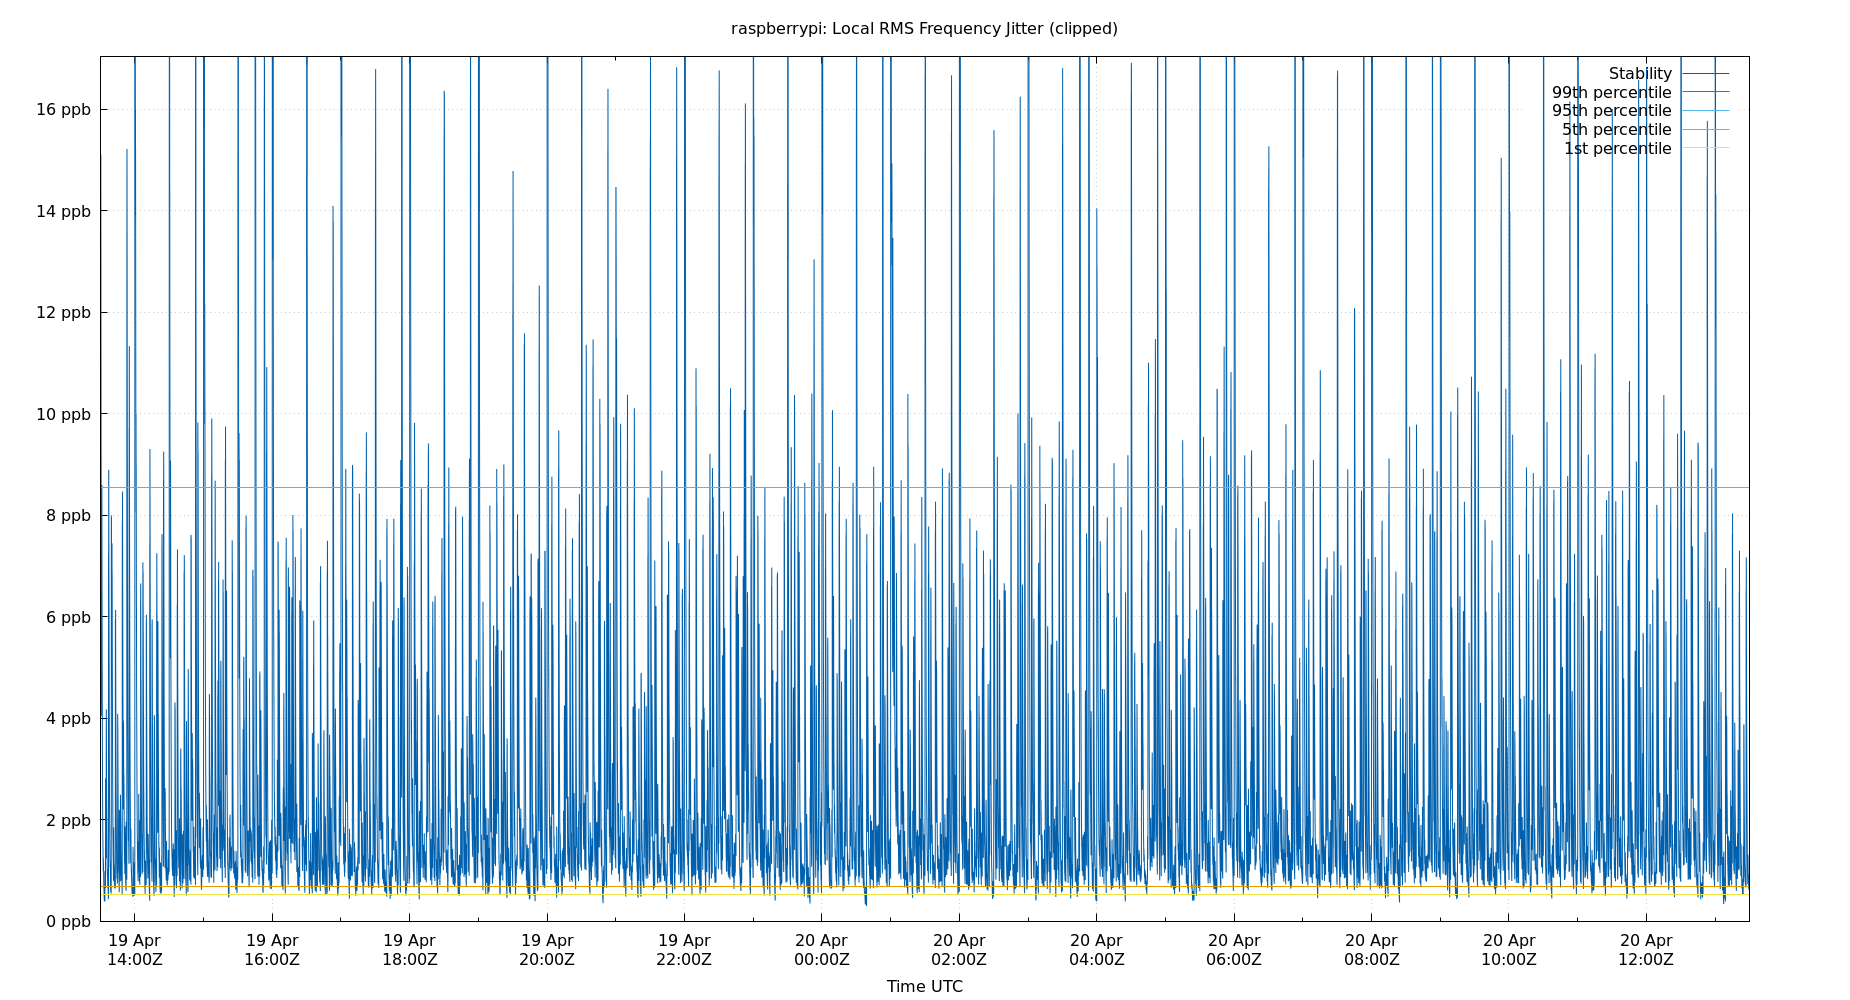 raspberrypi: Local RMS Frequency Jitter (clipped)
Stability
99th percentile
95th percentile
5th percentile
1st percentile
16 ppb
14 ppb
12 ppb
10 ppb
8 ppb
6 ppb
4 ppb
2 ppb
0 ppb
19 Apr 19 Apr 19 Apr 19 Apr 19 Apr 20 Apr 20 Apr 20 Apr 20 Apr 20 Apr 20 Apr 20 Apr
14:00Z 16:00Z 18:00Z 20:00Z 22:00Z 00:00Z 02:00Z 04:00Z 06:00Z 08:00Z 10:00Z 12:00Z
Time UTC